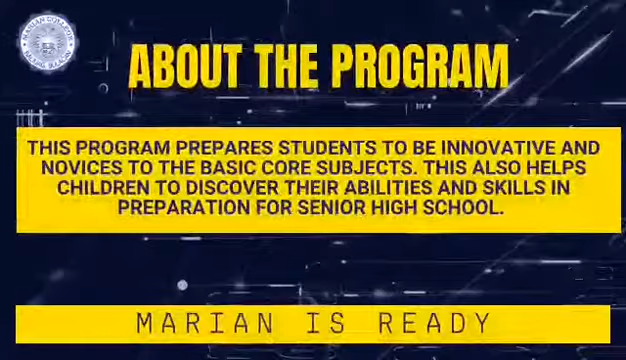 ABOUT THE PROGRAM
THIS PROGRAM PREPARES STUDENTS TO BE INNOVATIVE AND
NOVICES TO THE BASIC CORE SUBJECTS. THIS ALSO HELPS
CHILDREN TO DISCOVER THEIR ABILITIES AND SKILLS IN
PREPARATION FOR SENIOR HIGH SCHOOL.
MARIAN IS READY